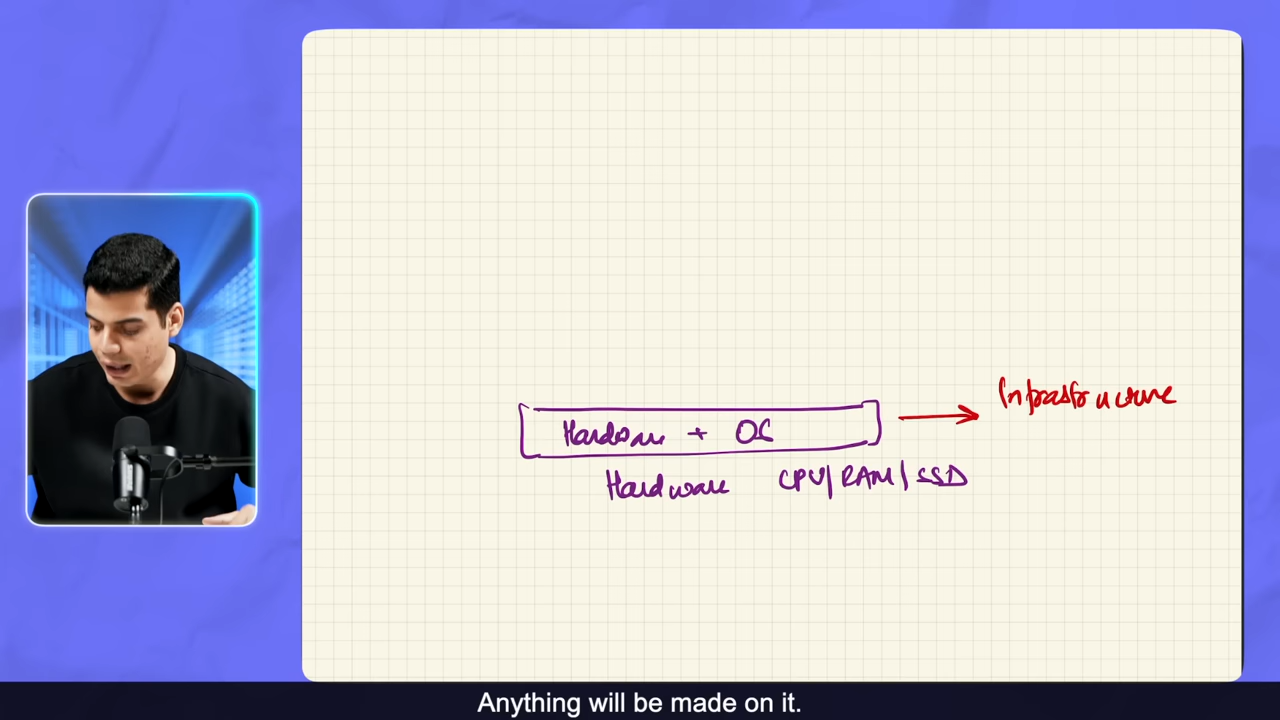 Infrastructure
Hardware + OS
Hardware CPU/RAM/SSD
Anything will be made on it.